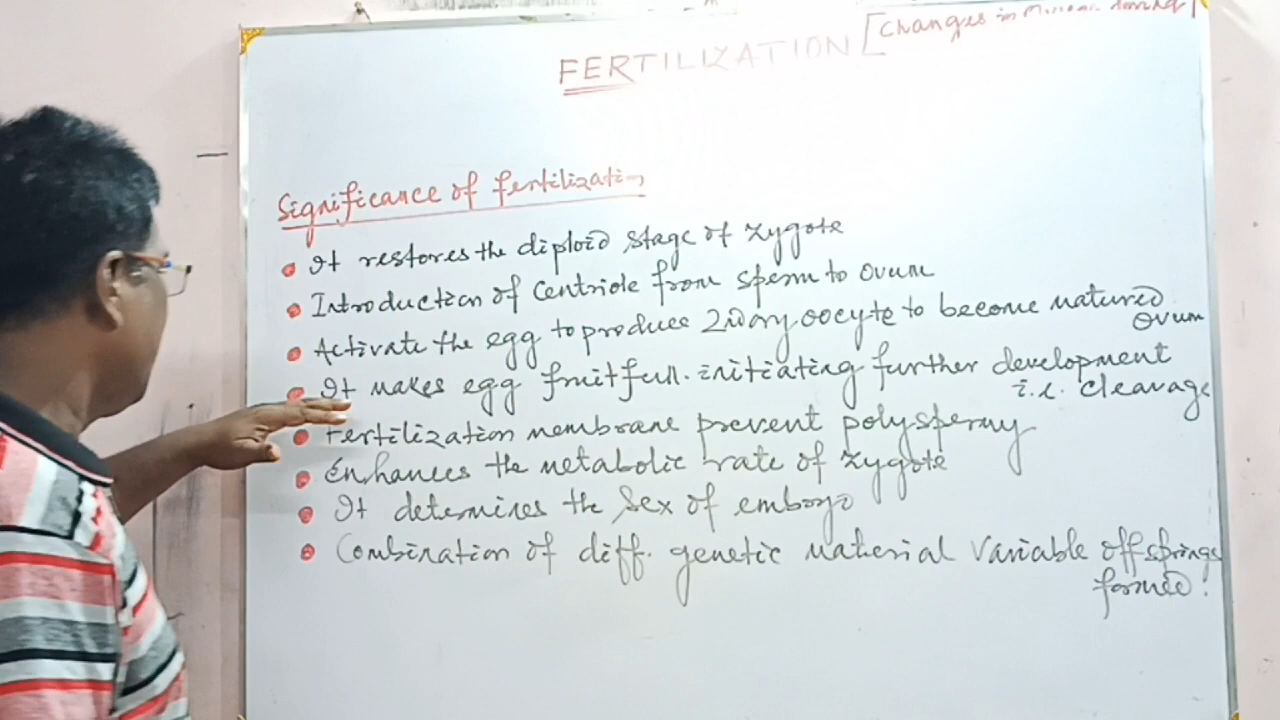 FERTILIZATION [Changes in
Significance of fertilization
It restores the diploid stage of zygote
Introduction of Centriole from sperm to Ovum
Activate the egg to produce 2ndary oocyte to become matured
Ovum
It makes egg fruitfull. initiating further development
i.e. cleavage
Fertilization membrane prevent polyspermy
Enhances the metabolic rate of zygote
It determines the Sex of embryo
Combination of diff. genetic material Variable offsprings
formed.